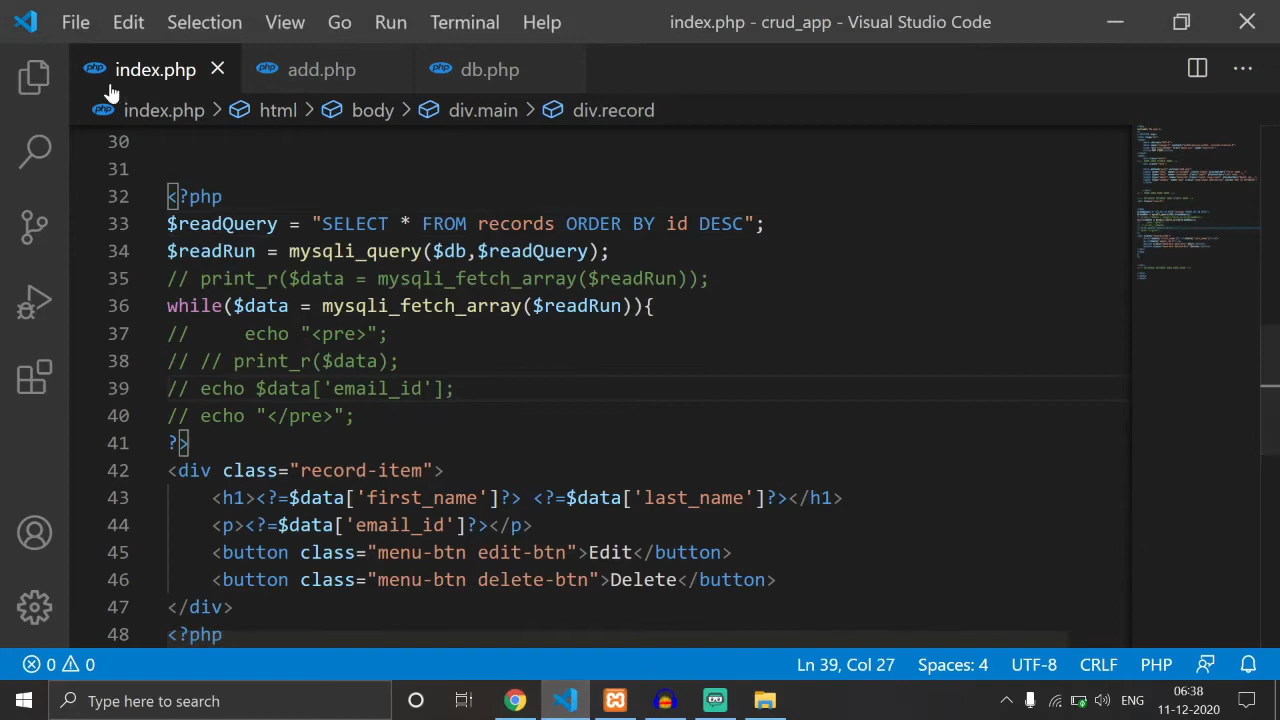 File Edit Selection View Go Run Terminal Help index.php - crud_app - Visual Studio Code
php index.php php add.php php db.php
php index.php > html > body > div.main > div.record
30
31
32 <?php
33 $readQuery = "SELECT * FROM records ORDER BY id DESC";
34 $readRun = mysqli_query($db,$readQuery);
35 // print_r($data = mysqli_fetch_array($readRun));
36 while($data = mysqli_fetch_array($readRun)){
37 //     echo "<pre>";
38 // // print_r($data);
39 // echo $data['email_id'];
40 // echo "</pre>";
41 ?>
42 <div class="record-item">
43     <h1><?=$data['first_name']?> <?=$data['last_name']?></h1>
44     <p><?=$data['email_id']?></p>
45     <button class="menu-btn edit-btn">Edit</button>
46     <button class="menu-btn delete-btn">Delete</button>
47 </div>
48 <?php
0 0 Ln 39, Col 27 Spaces: 4 UTF-8 CRLF PHP
Type here to search ENG 06:38
11-12-2020